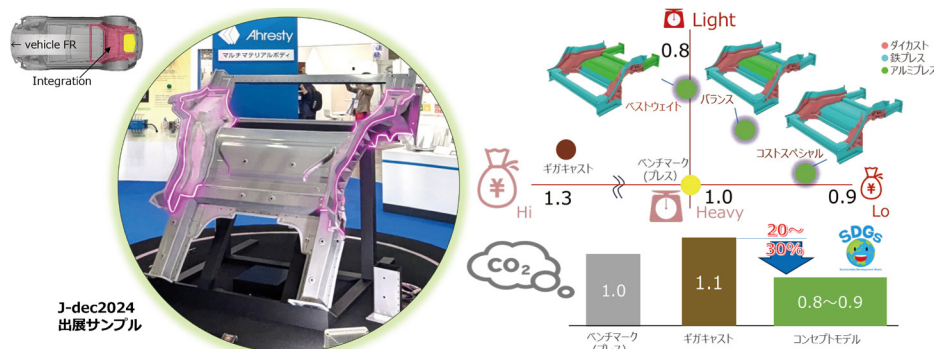 ← vehicle FR
Integration
Ahresty
マルチマテリアルボディ
J-dec2024
出展サンプル
Light
0.8
ダイカスト
鉄プレス
アルミプレス
ベストウェイト
バランス
コストスペシャル
ギガキャスト
ベンチマーク
(プレス)
¥
Hi
1.3
Heavy
1.0
0.9
Lo
¥
CO2
20～
30%
SDGs
1.0
1.1
0.8～0.9
ベンチマーク
(プレス)
ギガキャスト
コンセプトモデル